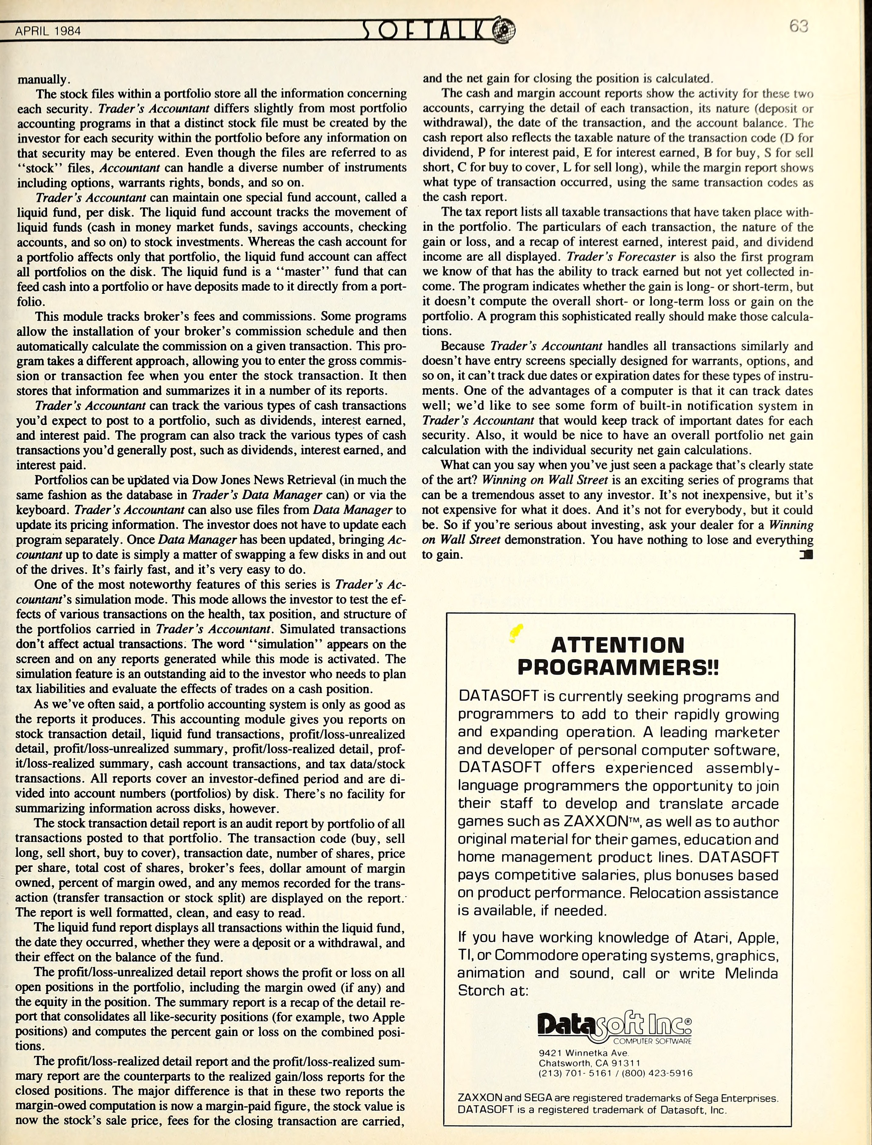 APRIL 1984
SOFTALK
63
manually.
The stock files within a portfolio store all the information concerning
each security. Trader's Accountant differs slightly from most portfolio
accounting programs in that a distinct stock file must be created by the
investor for each security within the portfolio before any information on
that security may be entered. Even though the files are referred to as
"stock" files, Accountant can handle a diverse number of instruments
including options, warrants rights, bonds, and so on.
Trader's Accountant can maintain one special fund account, called a
liquid fund, per disk. The liquid fund account tracks the movement of
liquid funds (cash in money market funds, savings accounts, checking
accounts, and so on) to stock investments. Whereas the cash account for
a portfolio affects only that portfolio, the liquid fund account can affect
all portfolios on the disk. The liquid fund is a "master" fund that can
feed cash into a portfolio or have deposits made to it directly from a port-
folio.
This module tracks broker's fees and commissions. Some programs
allow the installation of your broker's commission schedule and then
automatically calculate the commission on a given transaction. This pro-
gram takes a different approach, allowing you to enter the gross commis-
sion or transaction fee when you enter the stock transaction. It then
stores that information and summarizes it in a number of its reports.
Trader's Accountant can track the various types of cash transactions
you'd expect to post to a portfolio, such as dividends, interest earned,
and interest paid. The program can also track the various types of cash
transactions you'd generally post, such as dividends, interest earned, and
interest paid.
Portfolios can be updated via Dow Jones News Retrieval (in much the
same fashion as the database in Trader's Data Manager can) or via the
keyboard. Trader's Accountant can also use files from Data Manager to
update its pricing information. The investor does not have to update each
program separately. Once Data Manager has been updated, bringing Ac-
countant up to date is simply a matter of swapping a few disks in and out
of the drives. It's fairly fast, and it's very easy to do.
One of the most noteworthy features of this series is Trader's Ac-
countant's simulation mode. This mode allows the investor to test the ef-
fects of various transactions on the health, tax position, and structure of
the portfolios carried in Trader's Accountant. Simulated transactions
don't affect actual transactions. The word "simulation" appears on the
screen and on any reports generated while this mode is activated. The
simulation feature is an outstanding aid to the investor who needs to plan
tax liabilities and evaluate the effects of trades on a cash position.
As we've often said, a portfolio accounting system is only as good as
the reports it produces. This accounting module gives you reports on
stock transaction detail, liquid fund transactions, profit/loss-unrealized
detail, profit/loss-unrealized summary, profit/loss-realized detail, prof-
it/loss-realized summary, cash account transactions, and tax data/stock
transactions. All reports cover an investor-defined period and are di-
vided into account numbers (portfolios) by disk. There's no facility for
summarizing information across disks, however.
The stock transaction detail report is an audit report by portfolio of all
transactions posted to that portfolio. The transaction code (buy, sell
long, sell short, buy to cover), transaction date, number of shares, price
per share, total cost of shares, broker's fees, dollar amount of margin
owned, percent of margin owed, and any memos recorded for the trans-
action (transfer transaction or stock split) are displayed on the report.
The report is well formatted, clean, and easy to read.
The liquid fund report displays all transactions within the liquid fund,
the date they occurred, whether they were a deposit or a withdrawal, and
their effect on the balance of the fund.
The profit/loss-unrealized detail report shows the profit or loss on all
open positions in the portfolio, including the margin owed (if any) and
the equity in the position. The summary report is a recap of the detail re-
port that consolidates all like-security positions (for example, two Apple
positions) and computes the percent gain or loss on the combined posi-
tions.
The profit/loss-realized detail report and the profit/loss-realized sum-
mary report are the counterparts to the realized gain/loss reports for the
closed positions. The major difference is that in these two reports the
margin-owed computation is now a margin-paid figure, the stock value is
now the stock's sale price, fees for the closing transaction are carried,
and the net gain for closing the position is calculated.
The cash and margin account reports show the activity for these two
accounts, carrying the detail of each transaction, its nature (deposit or
withdrawal), the date of the transaction, and the account balance. The
cash report also reflects the taxable nature of the transaction code (D for
dividend, P for interest paid, E for interest earned, B for buy, S for sell
short, C for buy to cover, L for sell long), while the margin report shows
what type of transaction occurred, using the same transaction codes as
the cash report.
The tax report lists all taxable transactions that have taken place with-
in the portfolio. The particulars of each transaction, the nature of the
gain or loss, and a recap of interest earned, interest paid, and dividend
income are all displayed. Trader's Forecaster is also the first program
we know of that has the ability to track earned but not yet collected in-
come. The program indicates whether the gain is long- or short-term, but
it doesn't compute the overall short- or long-term loss or gain on the
portfolio. A program this sophisticated really should make those calcula-
tions.
Because Trader's Accountant handles all transactions similarly and
doesn't have entry screens specially designed for warrants, options, and
so on, it can't track due dates or expiration dates for these types of instru-
ments. One of the advantages of a computer is that it can track dates
well; we'd like to see some form of built-in notification system in
Trader's Accountant that would keep track of important dates for each
security. Also, it would be nice to have an overall portfolio net gain
calculation with the individual security net gain calculations.
What can you say when you've just seen a package that's clearly state
of the art? Winning on Wall Street is an exciting series of programs that
can be a tremendous asset to any investor. It's not inexpensive, but it's
not expensive for what it does. And it's not for everybody, but it could
be. So if you're serious about investing, ask your dealer for a Winning
on Wall Street demonstration. You have nothing to lose and everything
to gain.
ATTENTION
PROGRAMMERS!!
DATASOFT is currently seeking programs and
programmers to add to their rapidly growing
and expanding operation. A leading marketer
and developer of personal computer software,
DATASOFT offers experienced assembly-
language programmers the opportunity to join
their staff to develop and translate arcade
games such as ZAXXON™, as well as to author
original material for their games, education and
home management product lines. DATASOFT
pays competitive salaries, plus bonuses based
on product performance. Relocation assistance
is available, if needed.
If you have working knowledge of Atari, Apple,
TI, or Commodore operating systems, graphics,
animation and sound, call or write Melinda
Storch at:
Datasoft Inc.®
COMPUTER SOFTWARE
9421 Winnetka Ave.
Chatsworth, CA 91311
(213) 701-5161 / (800) 423-5916
ZAXXON and SEGA are registered trademarks of Sega Enterprises.
DATASOFT is a registered trademark of Datasoft, Inc.